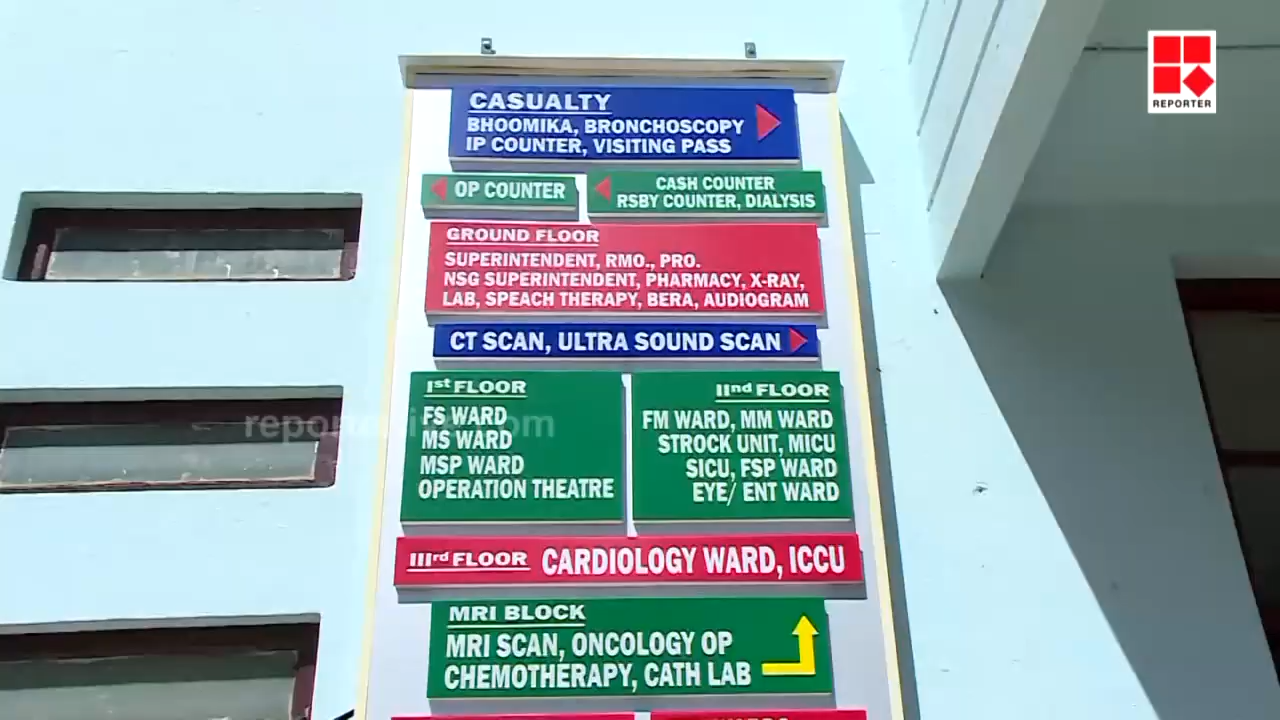 REPORTER
CASUALTY
BHOOMIKA, BRONCHOSCOPY
IP COUNTER, VISITING PASS
OP COUNTER
CASH COUNTER
RSBY COUNTER, DIALYSIS
GROUND FLOOR
SUPERINTENDENT, RMO., PRO.
NSG SUPERINTENDENT, PHARMACY, X-RAY,
LAB, SPEACH THERAPY, BERA, AUDIOGRAM
CT SCAN, ULTRA SOUND SCAN
Ist FLOOR
FS WARD
MS WARD
MSP WARD
OPERATION THEATRE
IInd FLOOR
FM WARD, MM WARD
STROCK UNIT, MICU
SICU, FSP WARD
EYE/ ENT WARD
IIIrd FLOOR CARDIOLOGY WARD, ICCU
MRI BLOCK
MRI SCAN, ONCOLOGY OP
CHEMOTHERAPY, CATH LAB